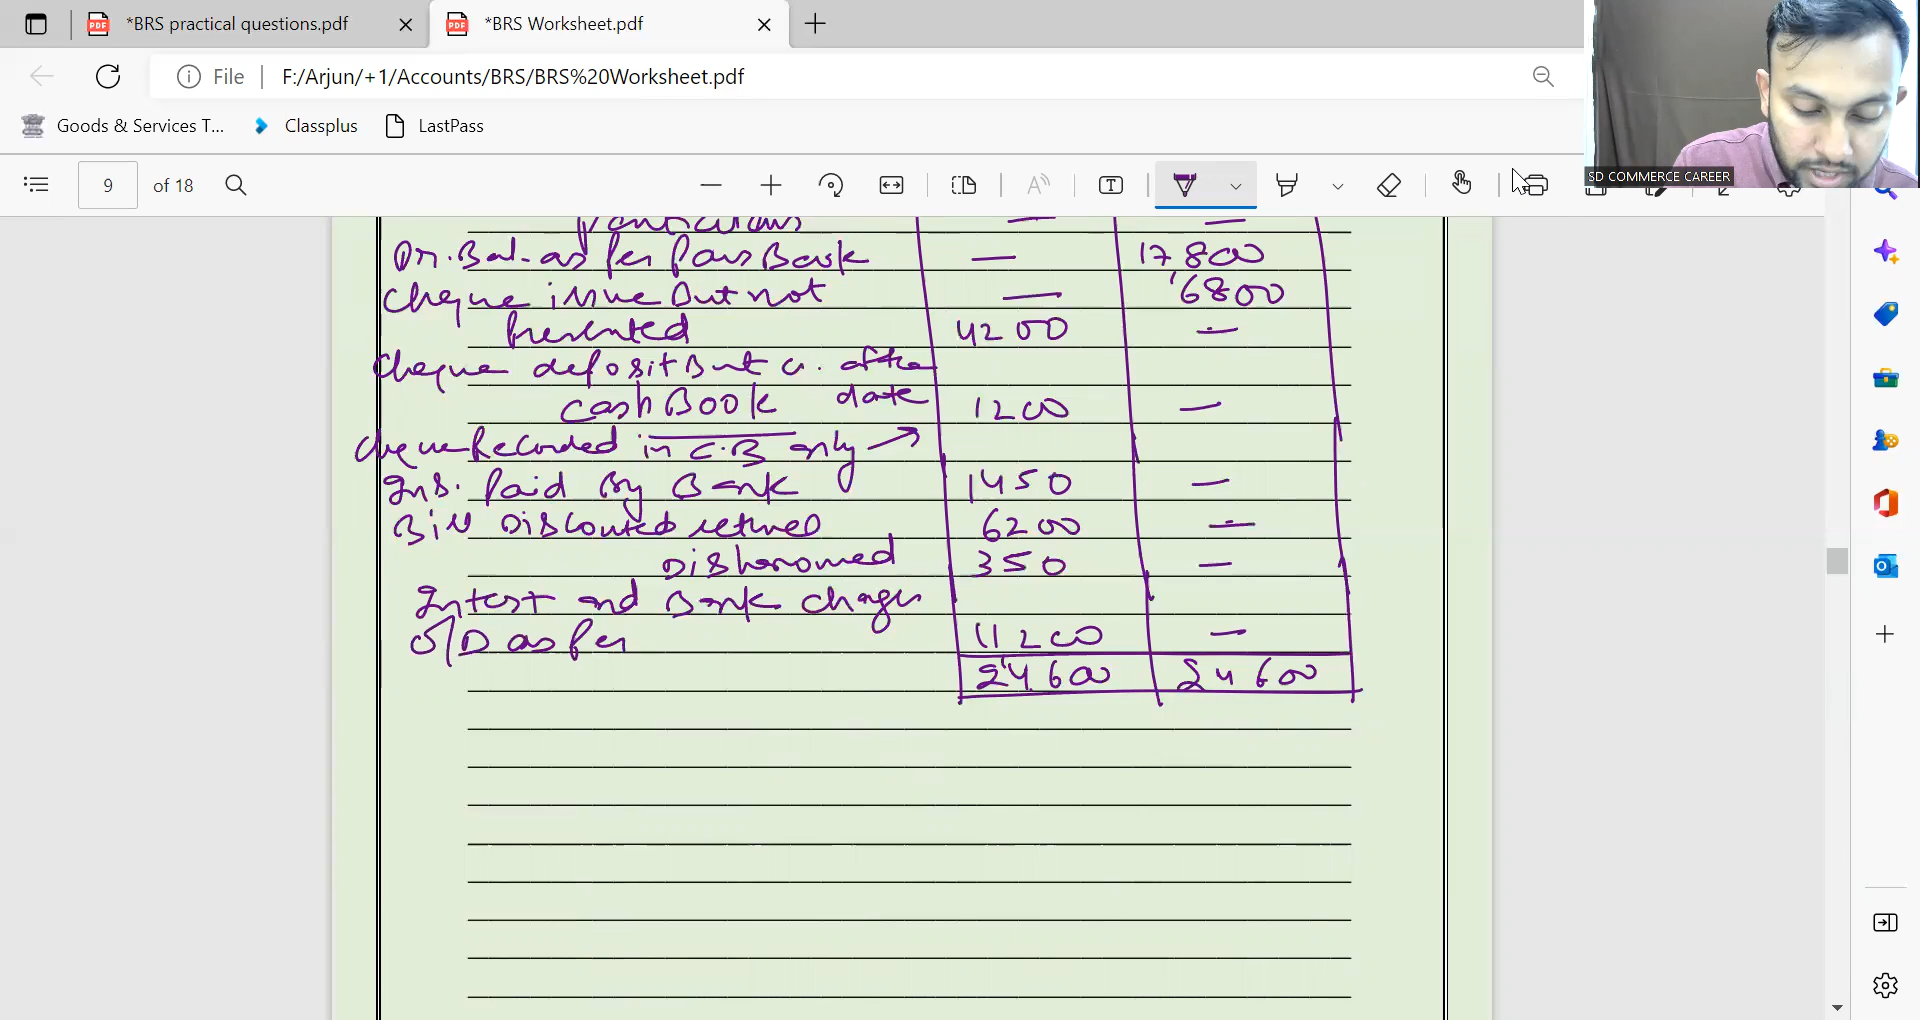 *BRS practical questions.pdf
*BRS Worksheet.pdf
File F:/Arjun/+1/Accounts/BRS/BRS%20Worksheet.pdf
Goods & Services T...
Classplus
LastPass
9 of 18
SD COMMERCE CAREER
Particulars — —
Dr. Bal. as per Pass Book — 17800
Cheque issue But not — 6800
Presented 4200 —
Cheque deposit But c. after
cash Book date 1200 —
Cheque Recorded in C.B only →
Ins. Paid By Bank 1450 —
Bill Discounted retired 6200 —
Dishonoured 350 —
Intest and Bank charges
O/D as per 11200 —
24600 24600